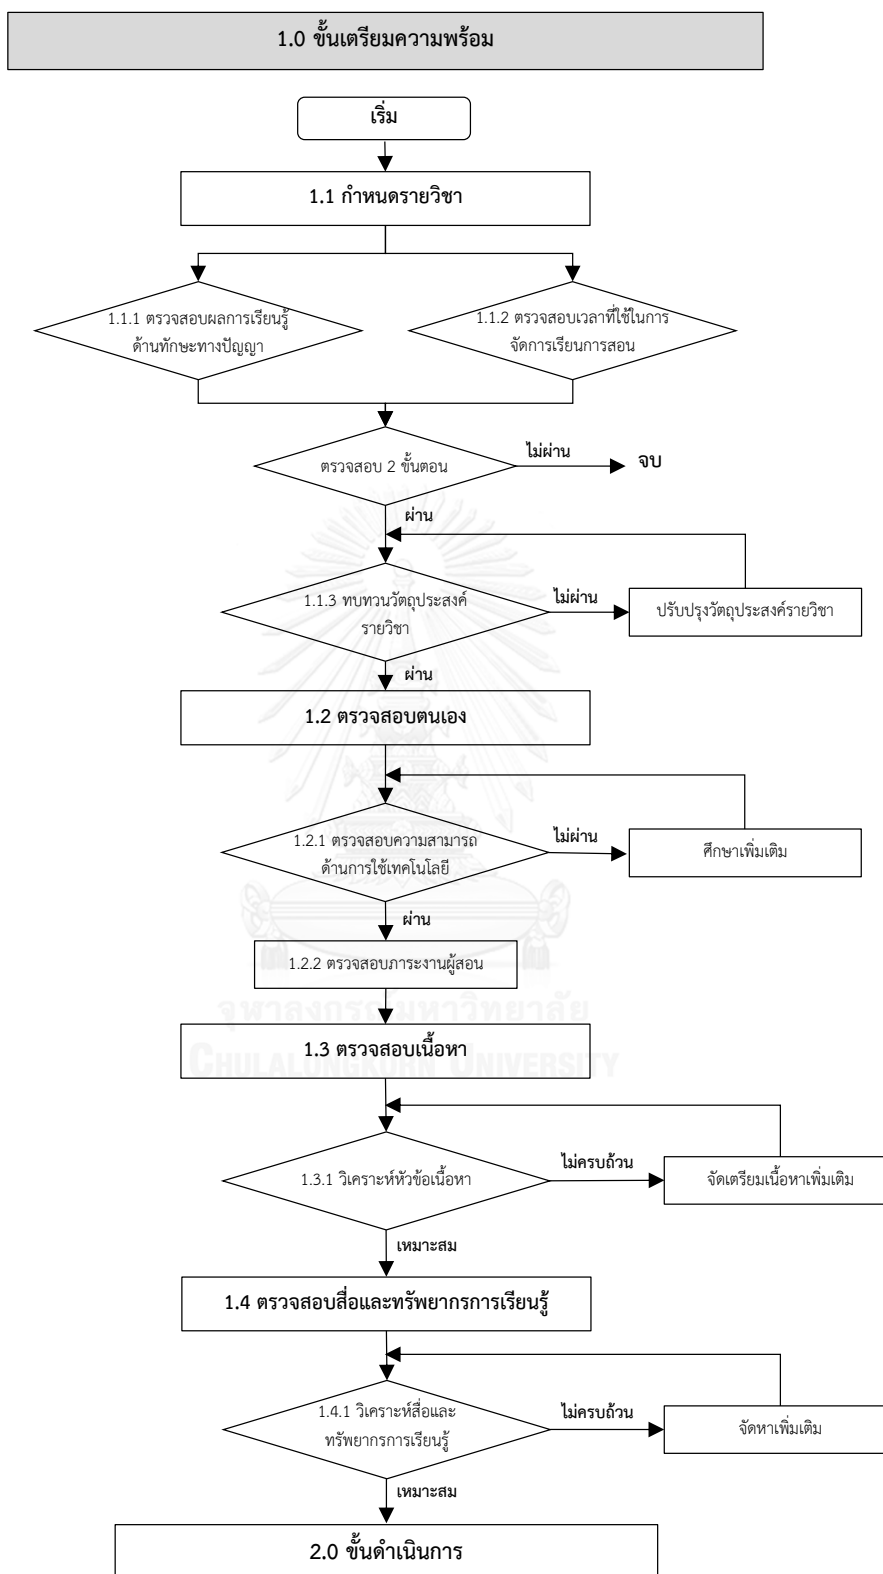 1.0 ขั้นเตรียมความพร้อม
เริ่ม
1.1 กำหนดรายวิชา
1.1.1 ตรวจสอบผลการเรียนรู้
ด้านทักษะทางปัญญา
1.1.2 ตรวจสอบเวลาที่ใช้ในการ
จัดการเรียนการสอน
ตรวจสอบ 2 ขั้นตอน
ไม่ผ่าน
จบ
ผ่าน
1.1.3 ทบทวนวัตถุประสงค์
รายวิชา
ไม่ผ่าน
ปรับปรุงวัตถุประสงค์รายวิชา
ผ่าน
1.2 ตรวจสอบตนเอง
1.2.1 ตรวจสอบความสามารถ
ด้านการใช้เทคโนโลยี
ไม่ผ่าน
ศึกษาเพิ่มเติม
ผ่าน
1.2.2 ตรวจสอบภาระงานผู้สอน
จุฬาลงกรณ์มหาวิทยาลัย
1.3 ตรวจสอบเนื้อหา
CHULALONGKORN UNIVERSITY
1.3.1 วิเคราะห์หัวข้อเนื้อหา
ไม่ครบถ้วน
จัดเตรียมเนื้อหาเพิ่มเติม
เหมาะสม
1.4 ตรวจสอบสื่อและทรัพยากรการเรียนรู้
1.4.1 วิเคราะห์สื่อและ
ทรัพยากรการเรียนรู้
ไม่ครบถ้วน
จัดหาเพิ่มเติม
เหมาะสม
2.0 ขั้นดำเนินการ